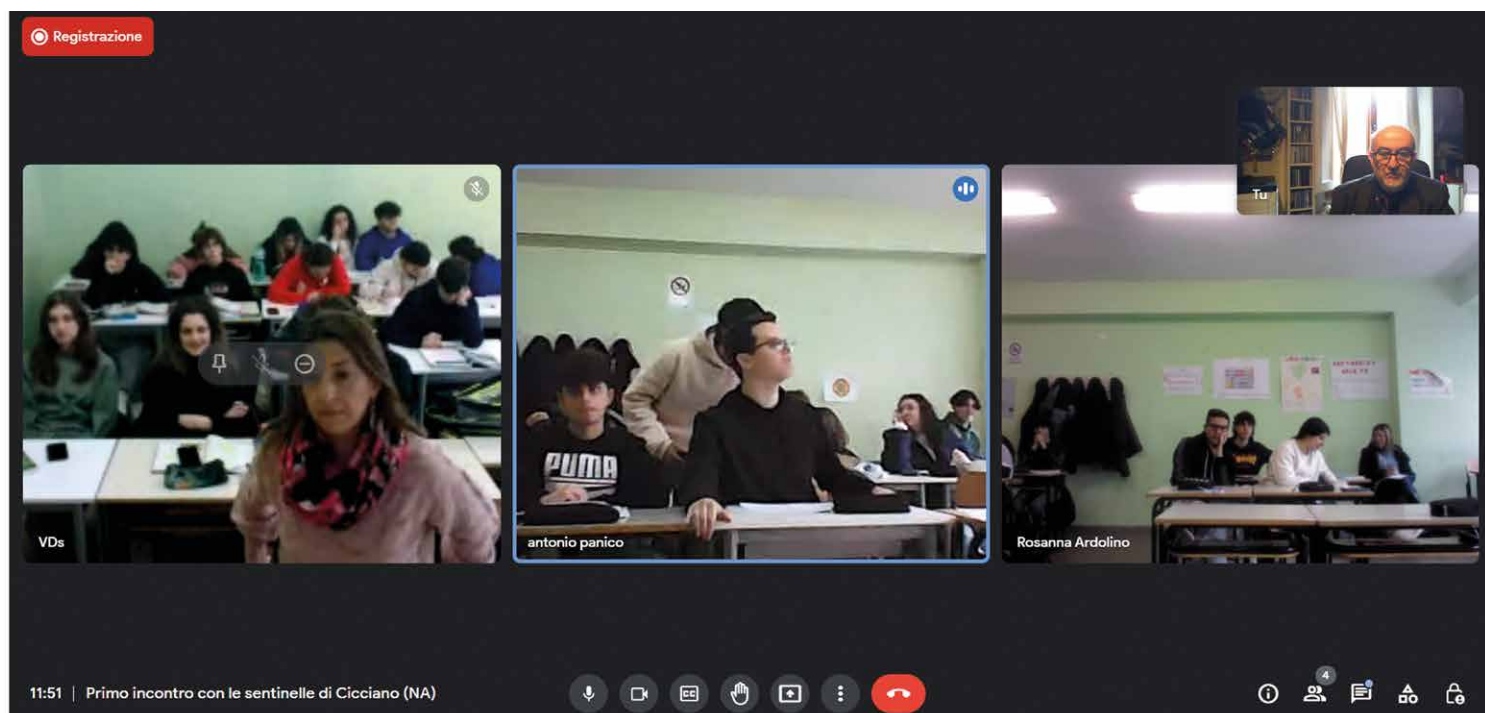 Registrazione
Tu
VDs
PUMA
antonio panico
Rosanna Ardolino
11:51 | Primo incontro con le sentinelle di Cicciano (NA)
CC
4